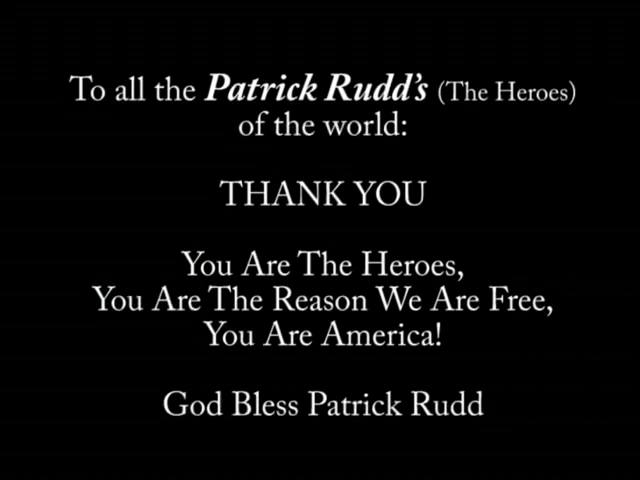 To all the Patrick Rudd's (The Heroes)
of the world:
THANK YOU
You Are The Heroes,
You Are The Reason We Are Free,
You Are America!
God Bless Patrick Rudd